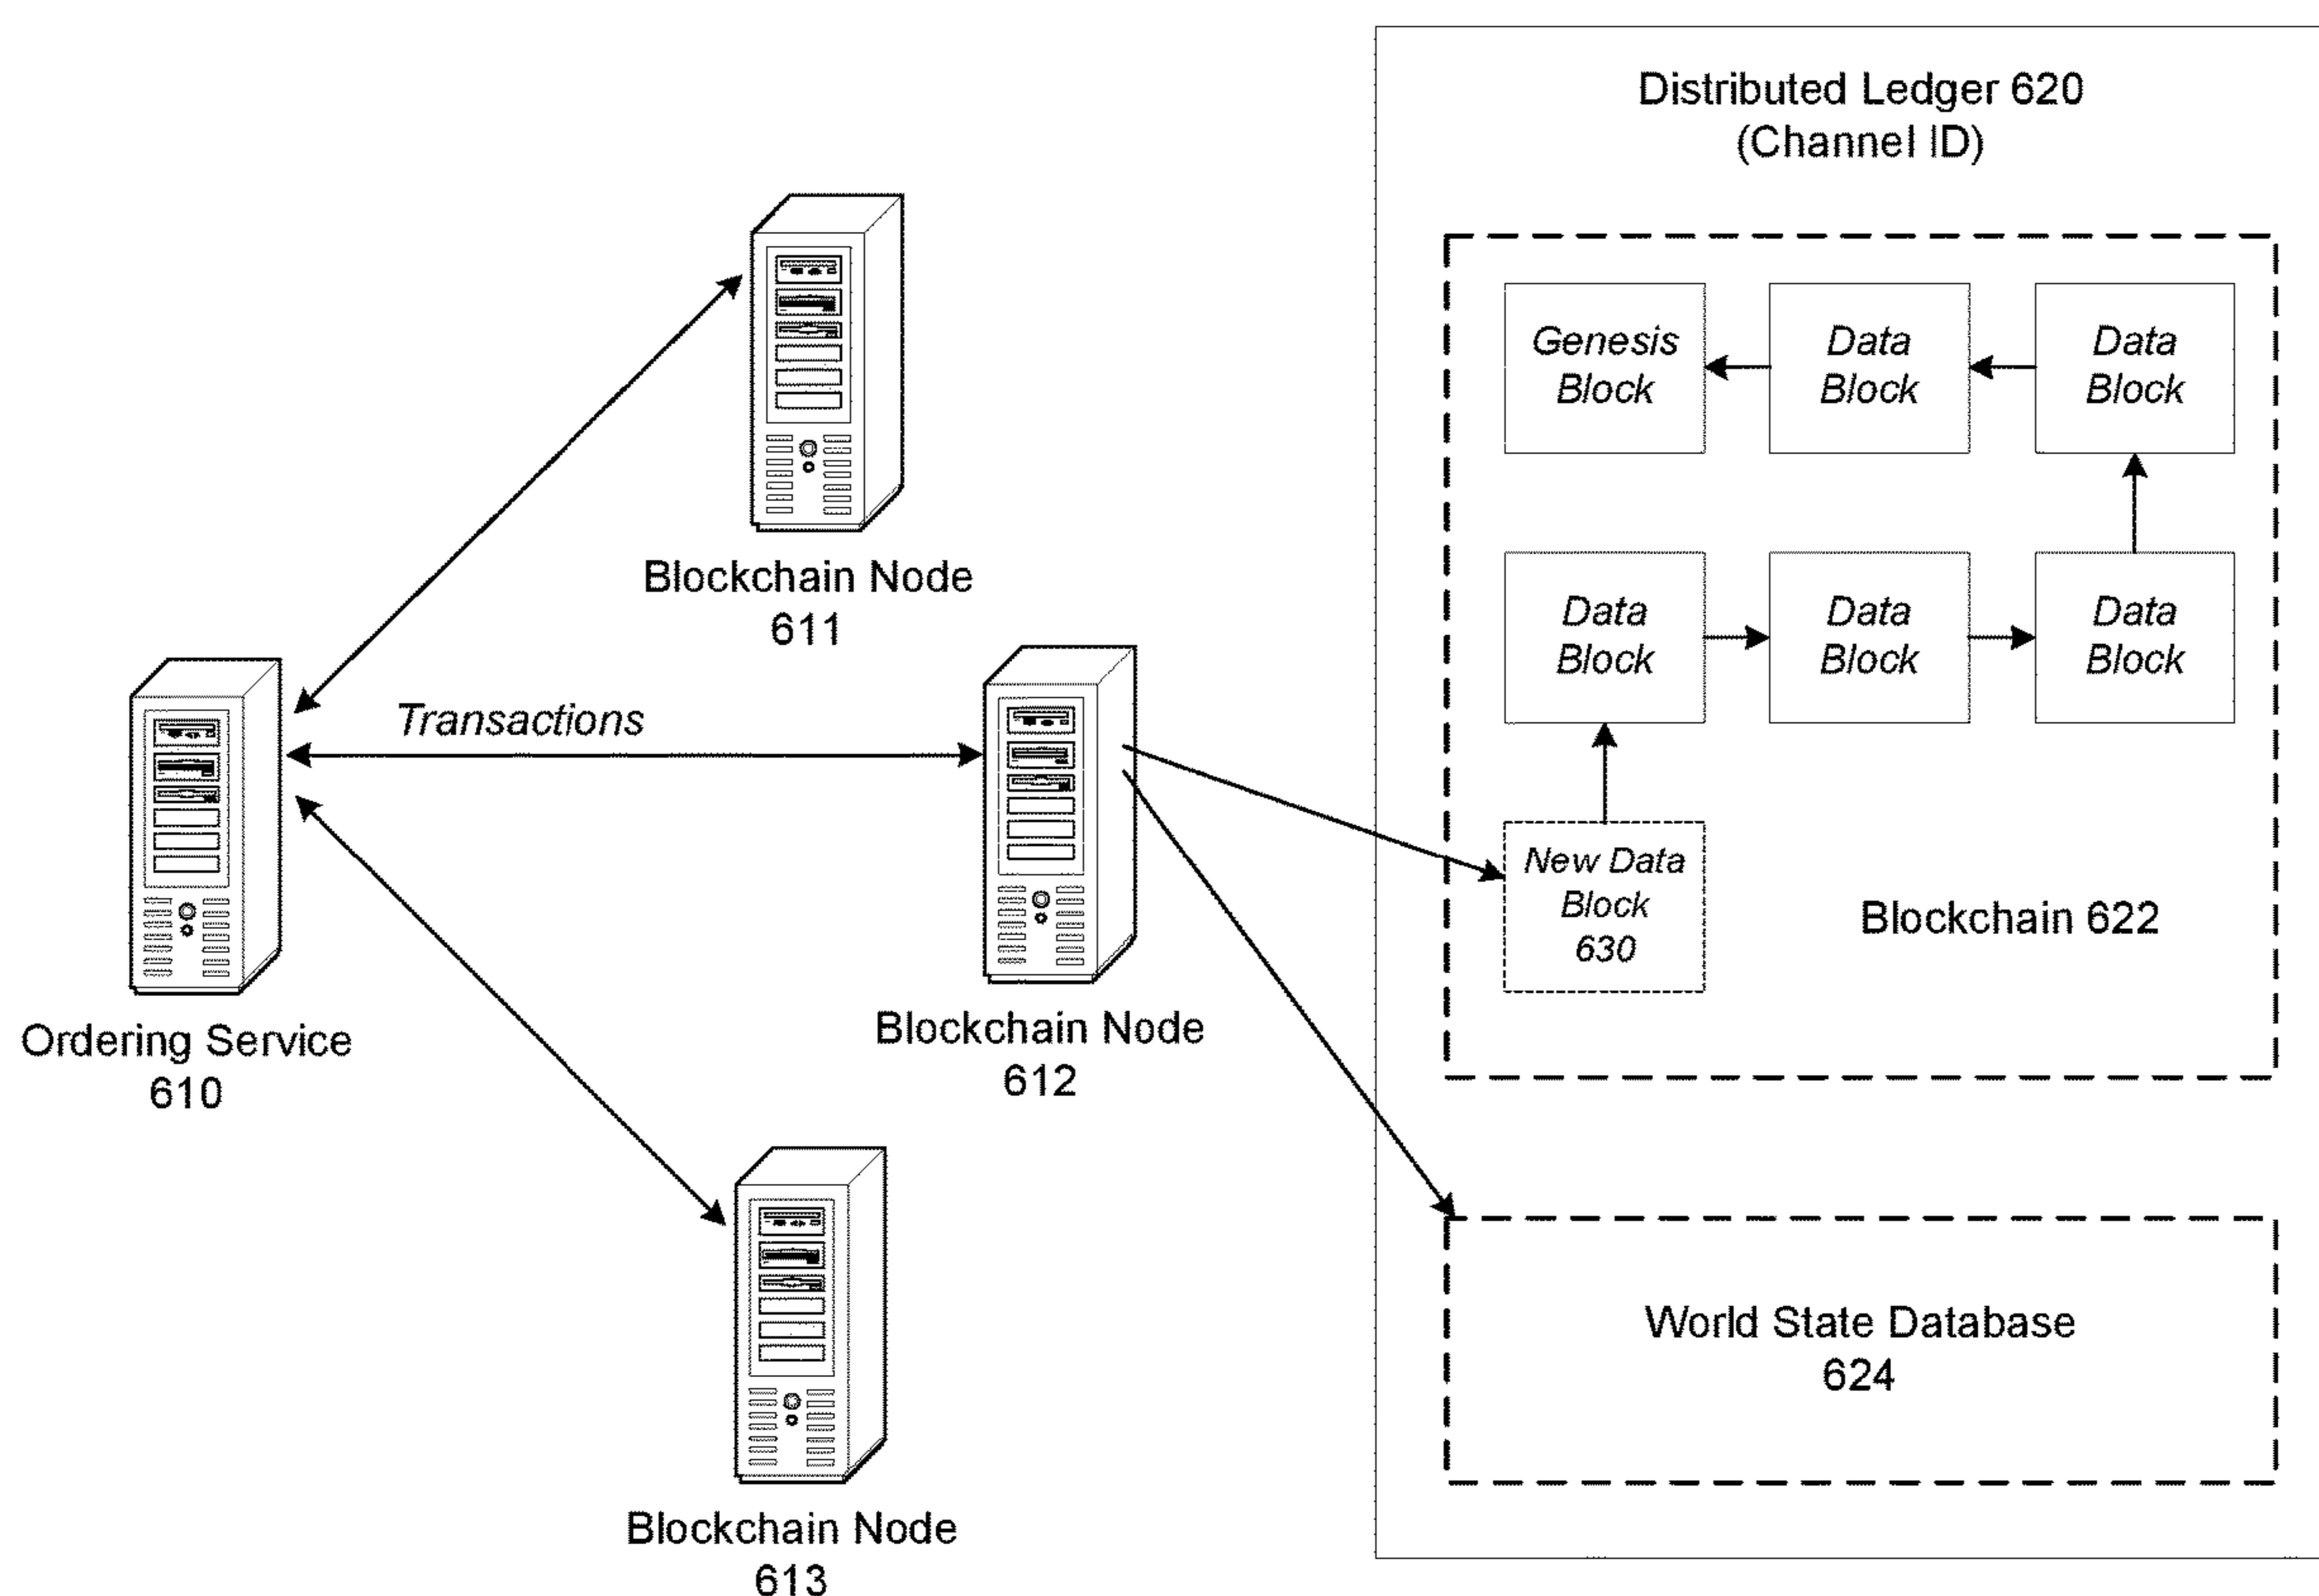 Distributed Ledger 620
(Channel ID)
Genesis
Block
Data
Block
Data
Block
Blockchain Node
611
Data
Block
Data
Block
Data
Block
Transactions
New Data
Block
630
Blockchain 622
Ordering Service
610
Blockchain Node
612
World State Database
624
Blockchain Node
613